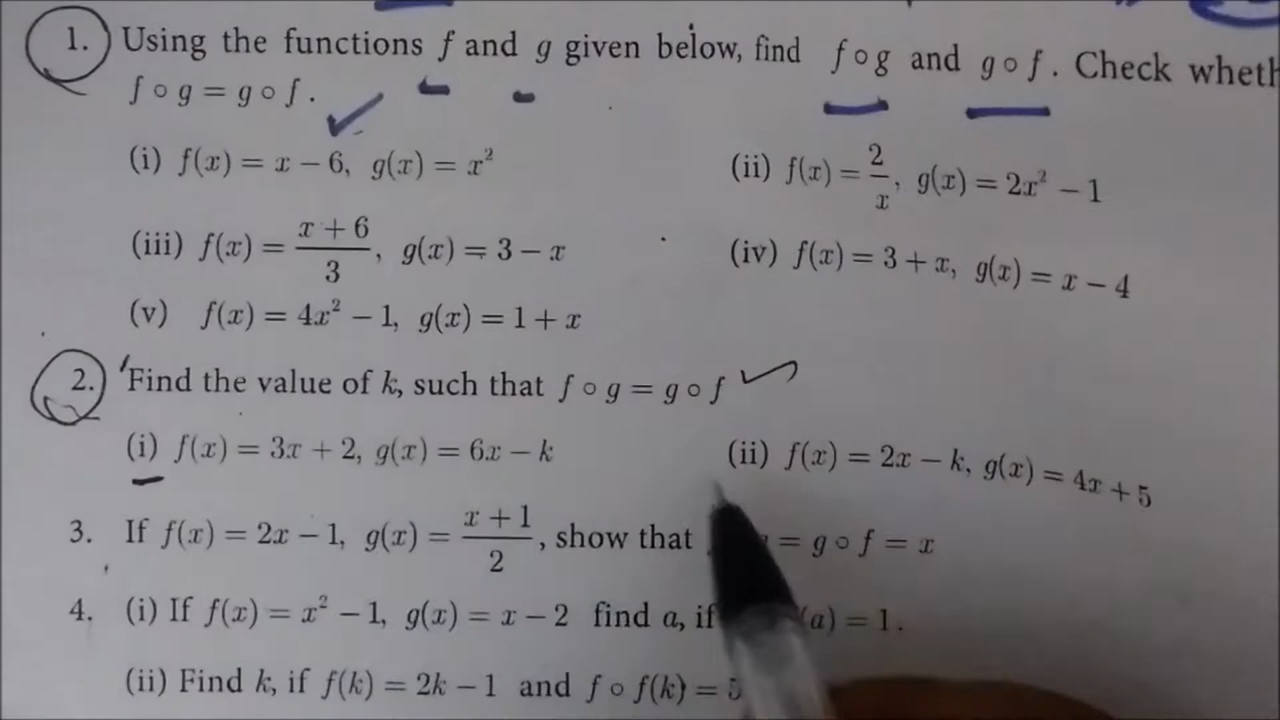 1. Using the functions f and g given below, find f∘g and g∘f. Check
f∘g = g∘f.
(i) f(x) = x − 6, g(x) = x² (ii) f(x) = 2/x, g(x) = 2x² − 1
(iii) f(x) = (x + 6)/3, g(x) = 3 − x (iv) f(x) = 3 + x, g(x) = x − 4
(v) f(x) = 4x² − 1, g(x) = 1 + x
2. Find the value of k, such that f∘g = g∘f
(i) f(x) = 3x + 2, g(x) = 6x − k (ii) f(x) = 2x − k, g(x) = 4x + 5
3. If f(x) = 2x − 1, g(x) = (x + 1)/2, show that = g∘f = x
4. (i) If f(x) = x² − 1, g(x) = x − 2 find a, if (a) = 1.
(ii) Find k, if f(k) = 2k − 1 and f∘f(k) = 5